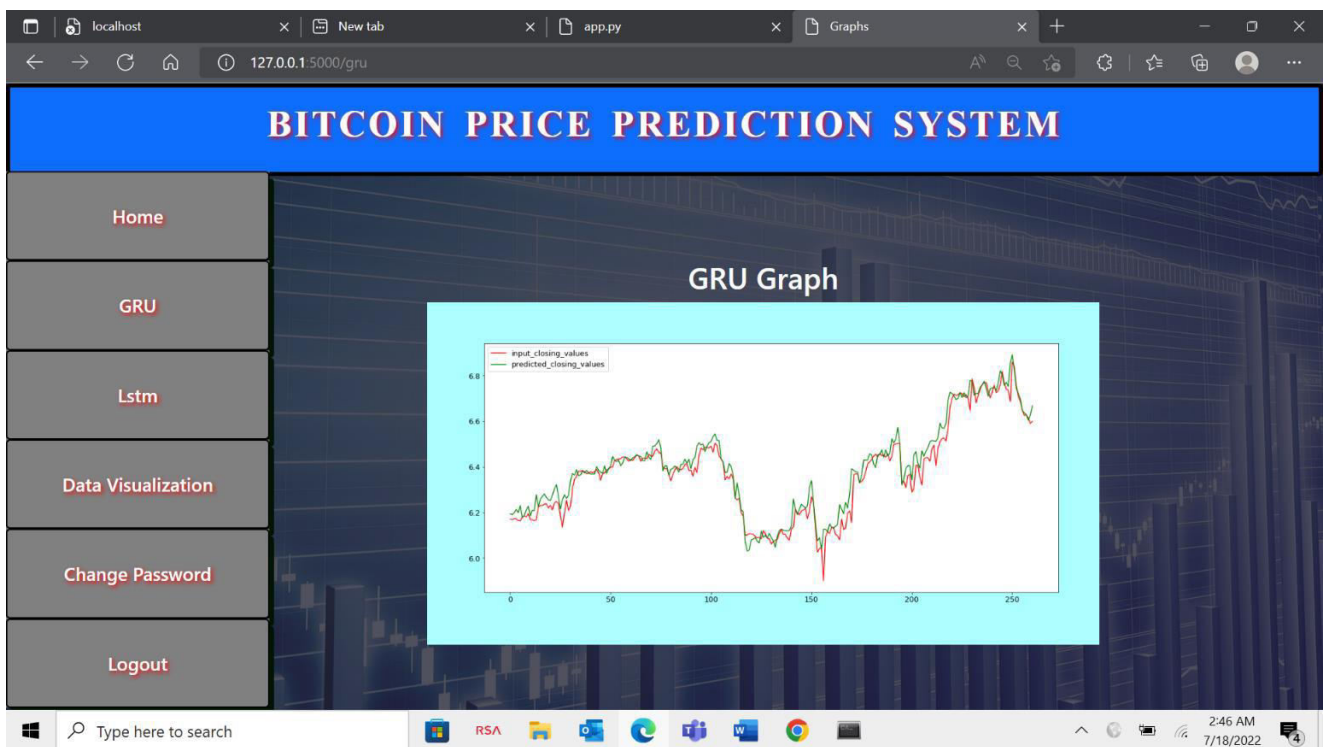 localhost
New tab
app.py
Graphs
127.0.0.1:5000/gru
BITCOIN PRICE PREDICTION SYSTEM
Home
GRU
Lstm
Data Visualization
Change Password
Logout
GRU Graph
input_closing_values
predicted_closing_values
6.8
6.6
6.4
6.2
6.0
0 50 100 150 200 250
Type here to search
RSA
2:46 AM
7/18/2022
4